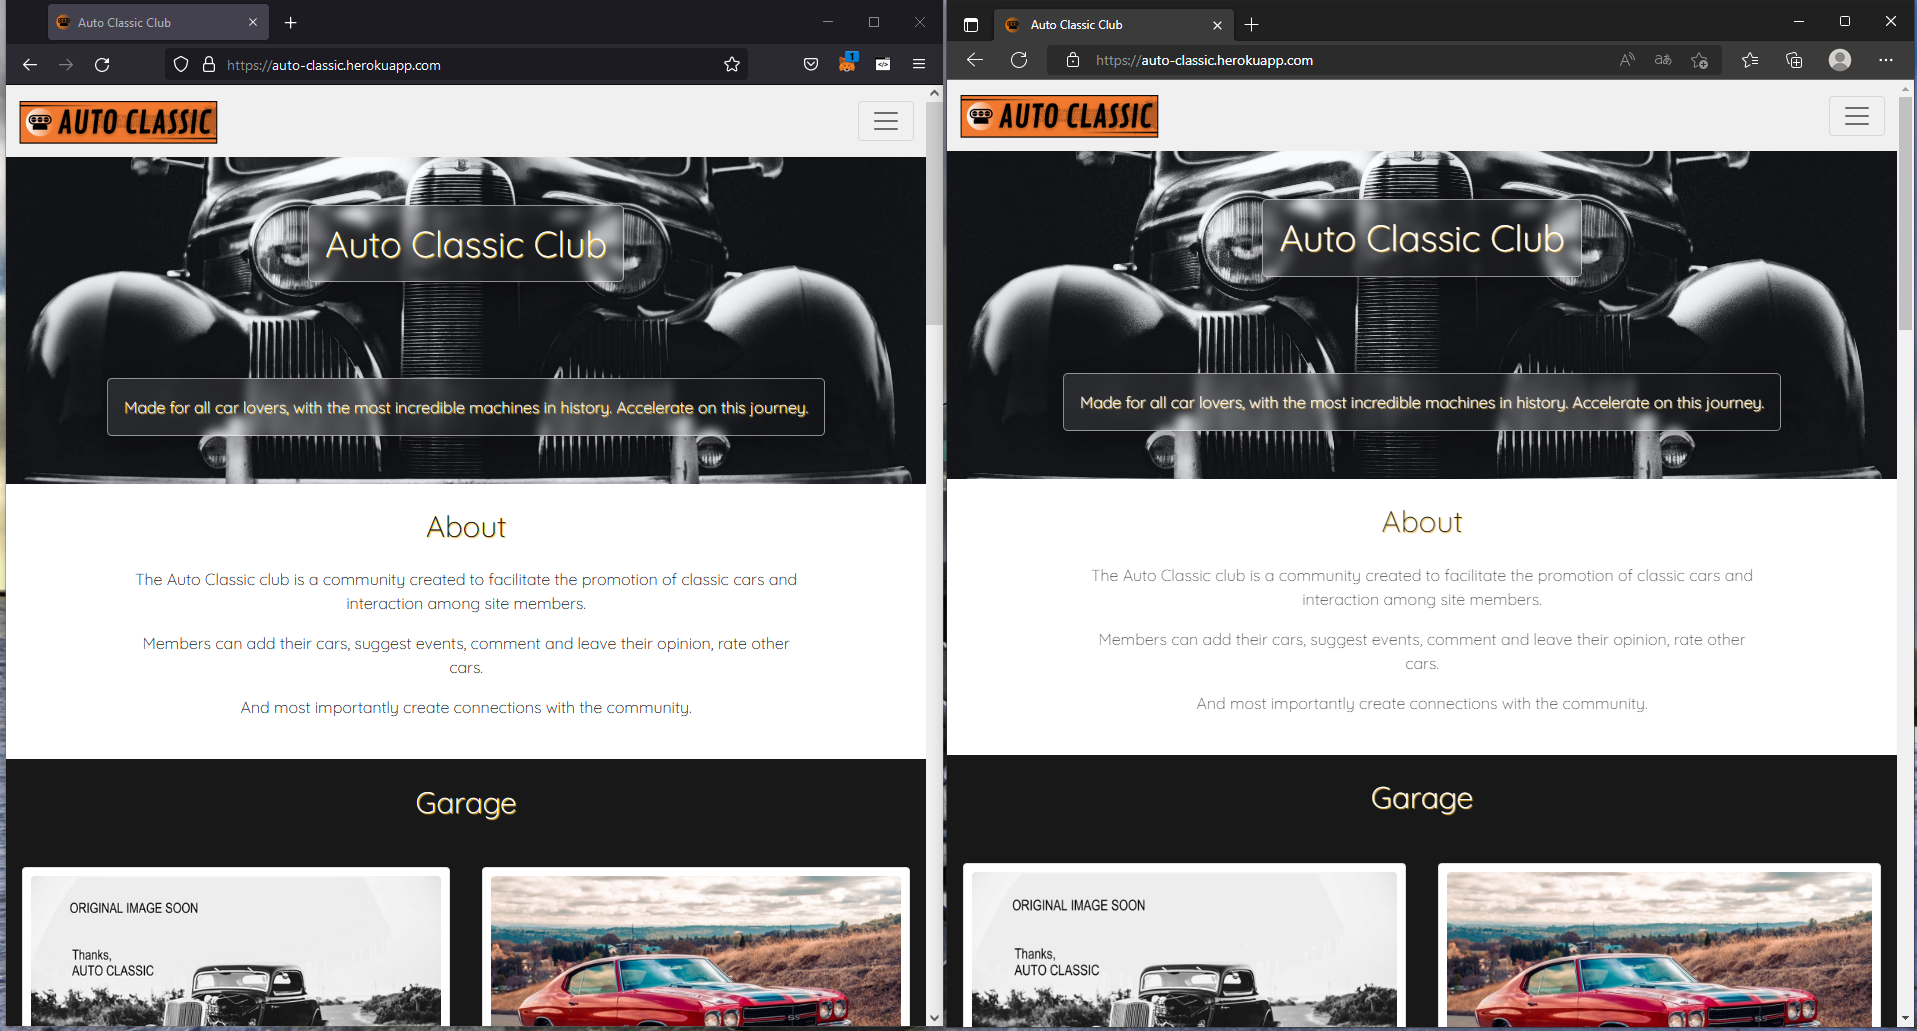 Auto Classic Club
https://auto-classic.herokuapp.com
1
AUTO CLASSIC
Auto Classic Club
Made for all car lovers, with the most incredible machines in history. Accelerate on this journey.
About
The Auto Classic club is a community created to facilitate the promotion of classic cars and
interaction among site members.
Members can add their cars, suggest events, comment and leave their opinion, rate other
cars.
And most importantly create connections with the community.
Garage
ORIGINAL IMAGE SOON
Thanks,
AUTO CLASSIC
SS
Auto Classic Club
https://auto-classic.herokuapp.com
AUTO CLASSIC
Auto Classic Club
Made for all car lovers, with the most incredible machines in history. Accelerate on this journey.
About
The Auto Classic club is a community created to facilitate the promotion of classic cars and
interaction among site members.
Members can add their cars, suggest events, comment and leave their opinion, rate other
cars.
And most importantly create connections with the community.
Garage
ORIGINAL IMAGE SOON
Thanks,
AUTO CLASSIC
SS